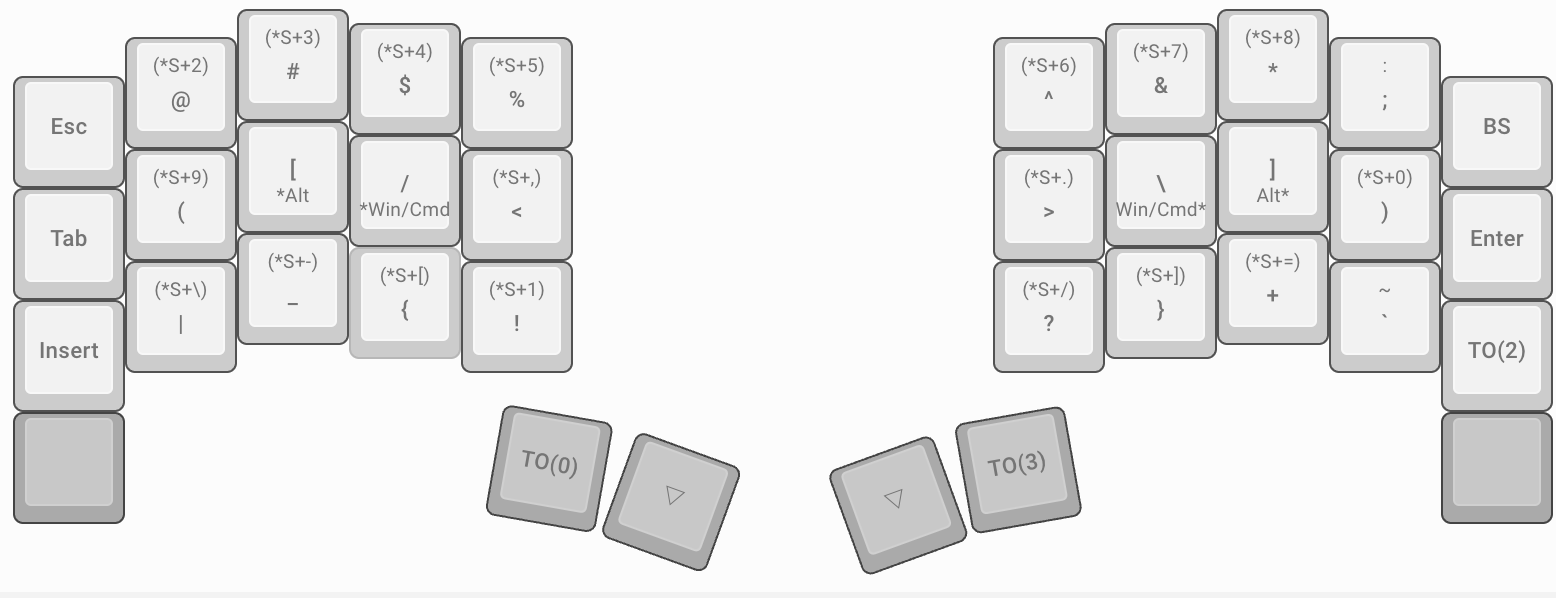 (*S+3)
#
(*S+8)
*
(*S+4)
$
(*S+7)
&
(*S+2)
@
(*S+5)
%
(*S+6)
^
:
;
Esc
BS
[
*Alt
]
Alt*
/
*Win/Cmd
\
Win/Cmd*
(*S+9)
(
(*S+,)
<
(*S+.)
>
(*S+0)
)
Tab
Enter
(*S+-)
_
(*S+=)
+
(*S+[)
{
(*S+])
}
(*S+\)
|
(*S+1)
!
(*S+/)
?
~
`
Insert
TO(2)
TO(0)
TO(3)
▽
▽